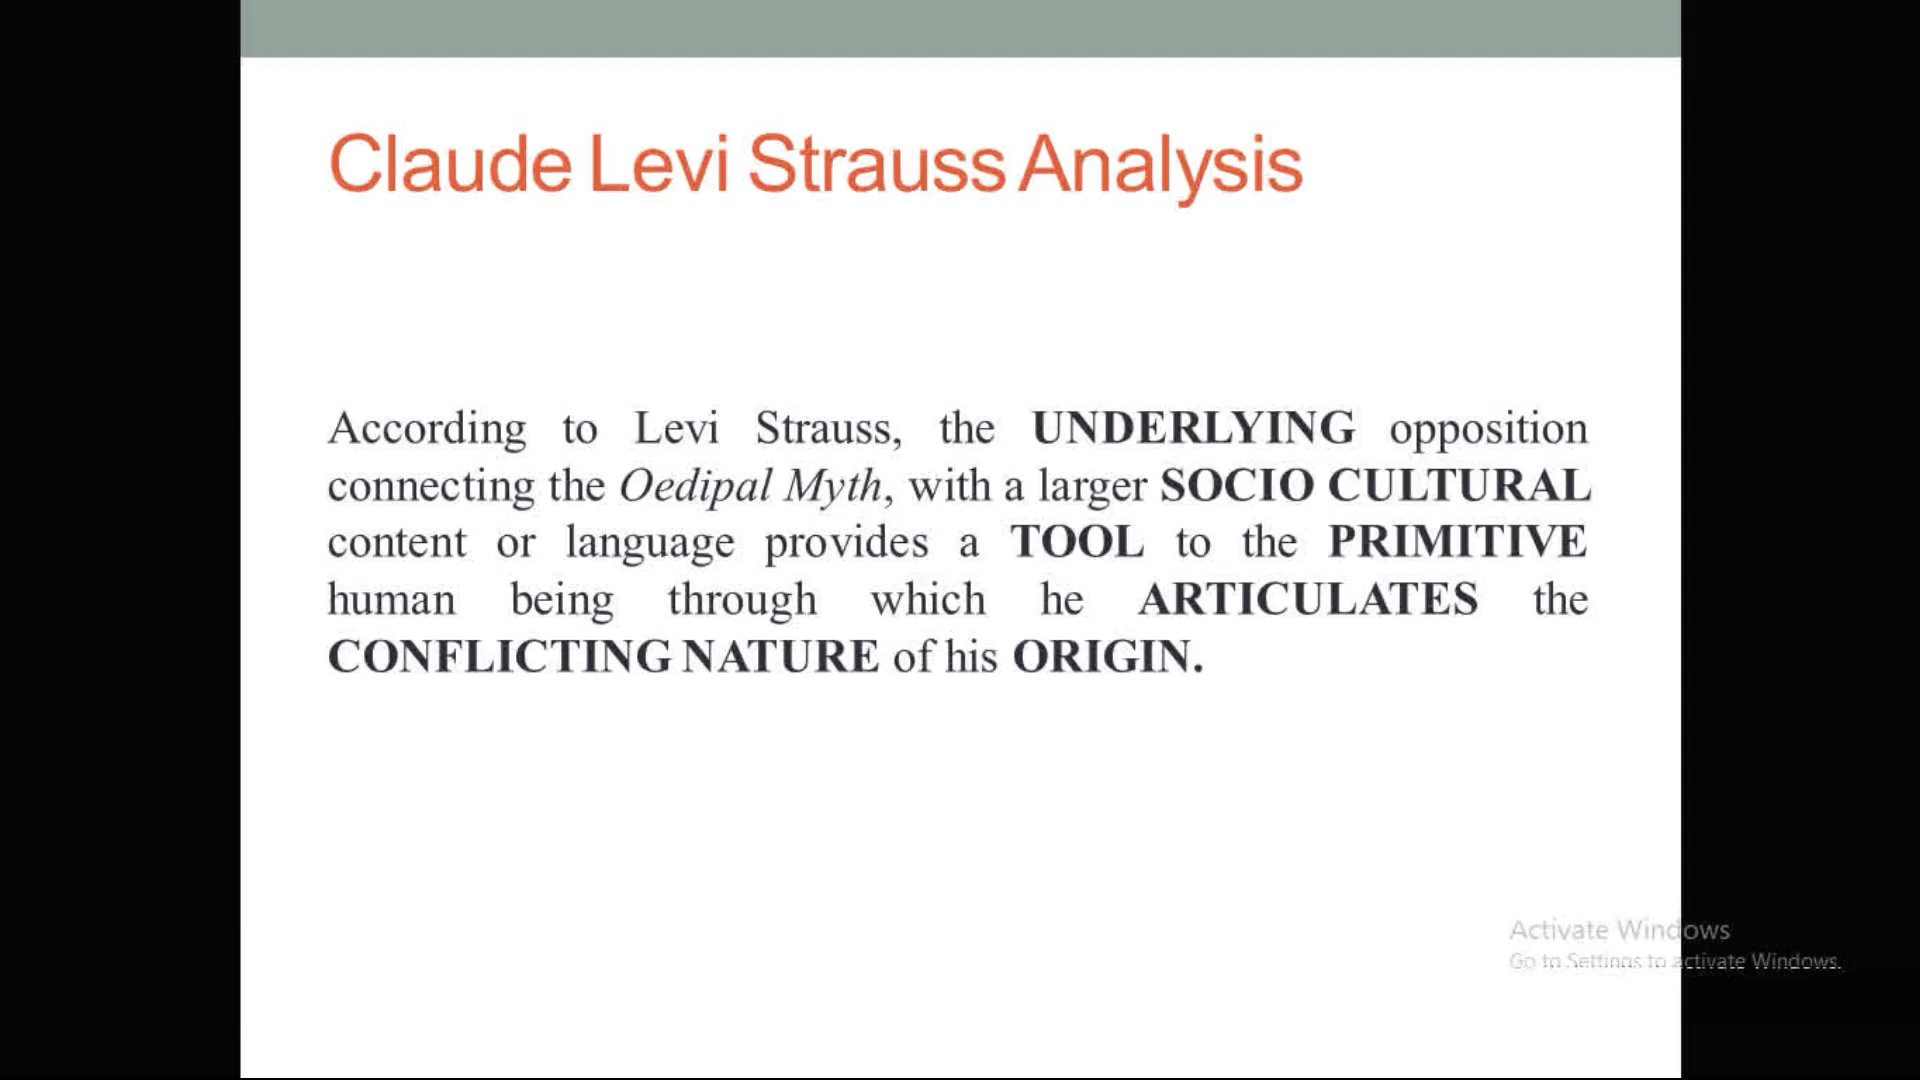 Claude Levi Strauss Analysis
According to Levi Strauss, the UNDERLYING opposition
connecting the Oedipal Myth, with a larger SOCIO CULTURAL
content or language provides a TOOL to the PRIMITIVE
human being through which he ARTICULATES the
CONFLICTING NATURE of his ORIGIN.
Activate Windows
Go to Settings to activate Windows.